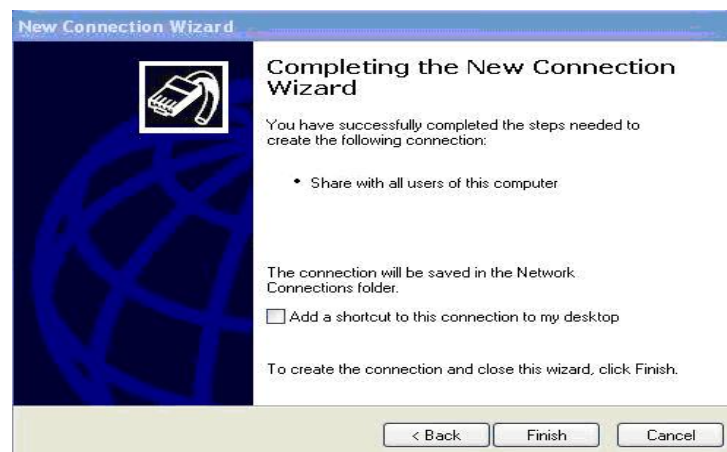 New Connection Wizard
Completing the New Connection
Wizard
You have successfully completed the steps needed to
create the following connection:
• Share with all users of this computer
The connection will be saved in the Network
Connections folder.
Add a shortcut to this connection to my desktop
To create the connection and close this wizard, click Finish.
< Back Finish Cancel